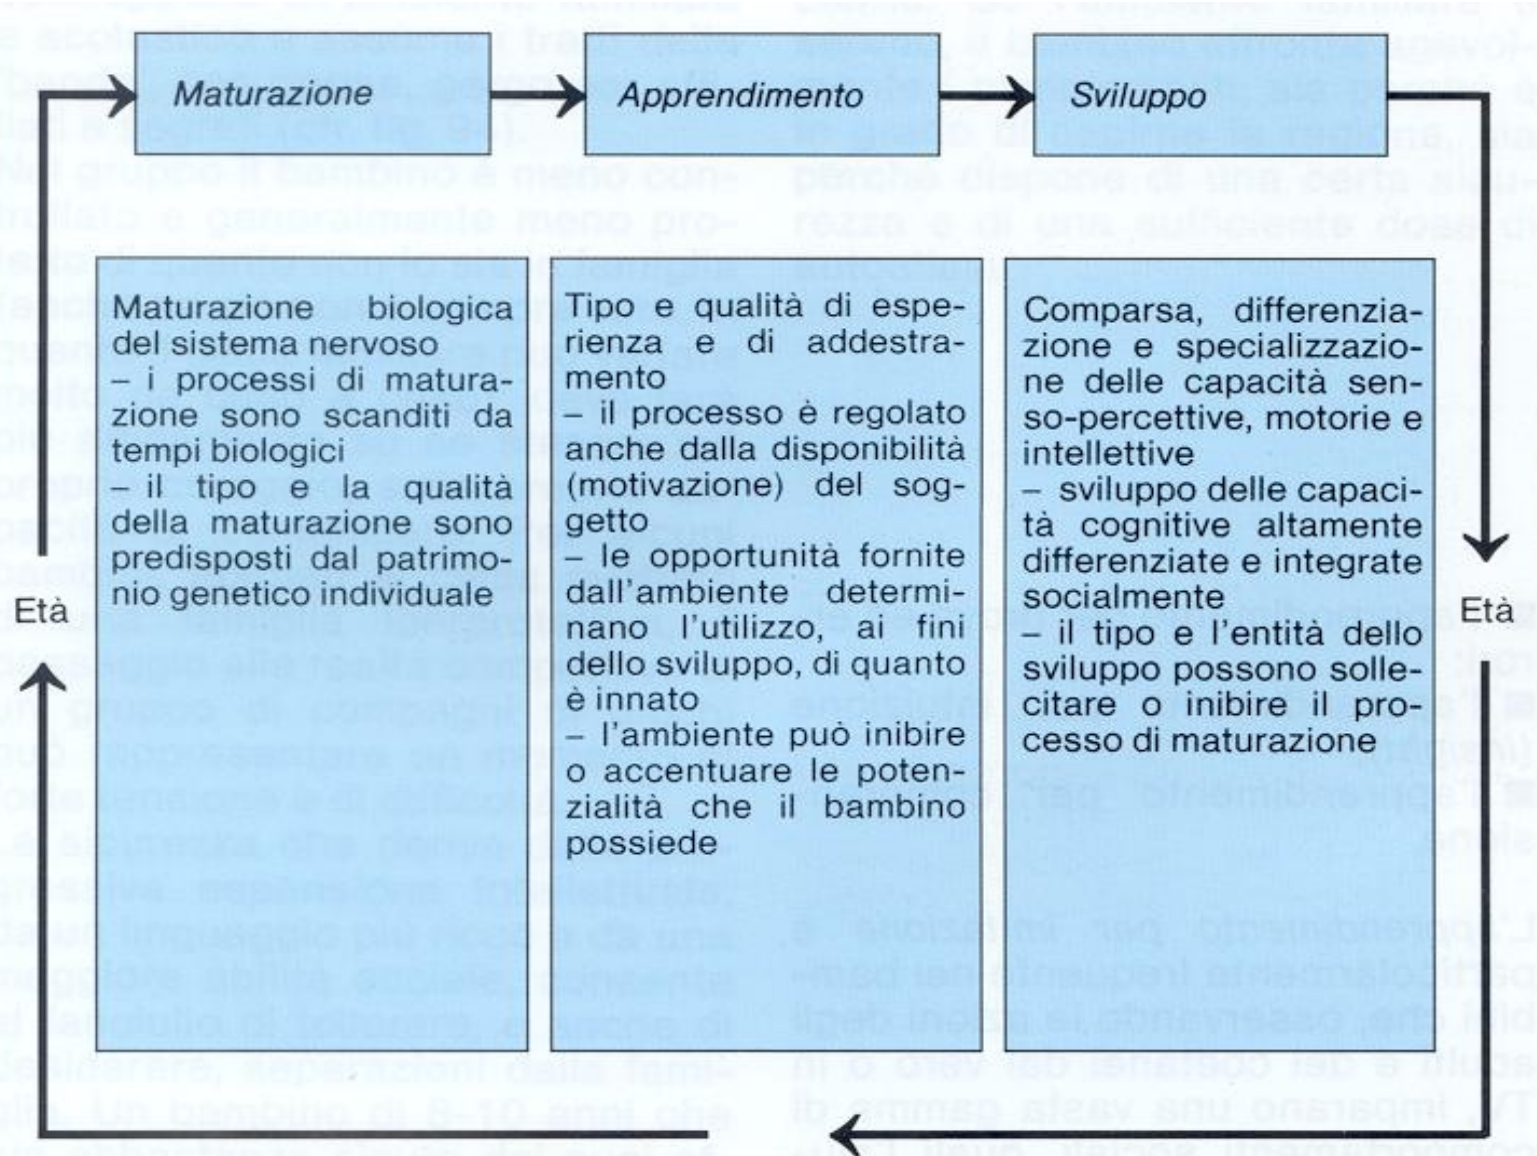 Maturazione
Apprendimento
Sviluppo
Maturazione biologica
del sistema nervoso
– i processi di matura-
zione sono scanditi da
tempi biologici
– il tipo e la qualità
della maturazione sono
predisposti dal patrimo-
nio genetico individuale
Tipo e qualità di espe-
rienza e di addestra-
mento
– il processo è regolato
anche dalla disponibilità
(motivazione) del sog-
getto
– le opportunità fornite
dall'ambiente determi-
nano l'utilizzo, ai fini
dello sviluppo, di quanto
è innato
– l'ambiente può inibire
o accentuare le poten-
zialità che il bambino
possiede
Comparsa, differenzia-
zione e specializzazio-
ne delle capacità sen-
so-percettive, motorie e
intellettive
– sviluppo delle capaci-
tà cognitive altamente
differenziate e integrate
socialmente
– il tipo e l'entità dello
sviluppo possono solle-
citare o inibire il pro-
cesso di maturazione
Età
Età